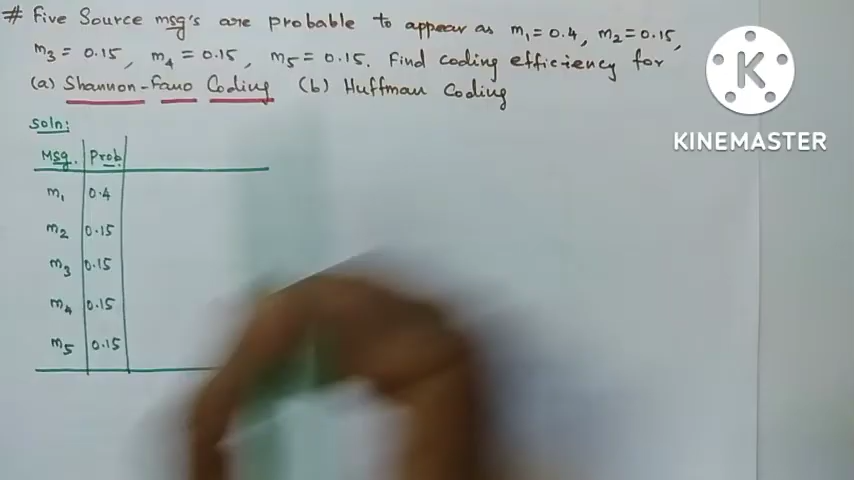 # Five Source msg's are probable to appear as m₁ = 0.4, m₂ = 0.15,
m₃ = 0.15, m₄ = 0.15, m₅ = 0.15. Find coding efficiency for
(a) Shannon-Fano Coding (b) Huffman Coding
K
KINEMASTER
Soln:
Msg. Prob
m₁ 0.4
m₂ 0.15
m₃ 0.15
m₄ 0.15
m₅ 0.15